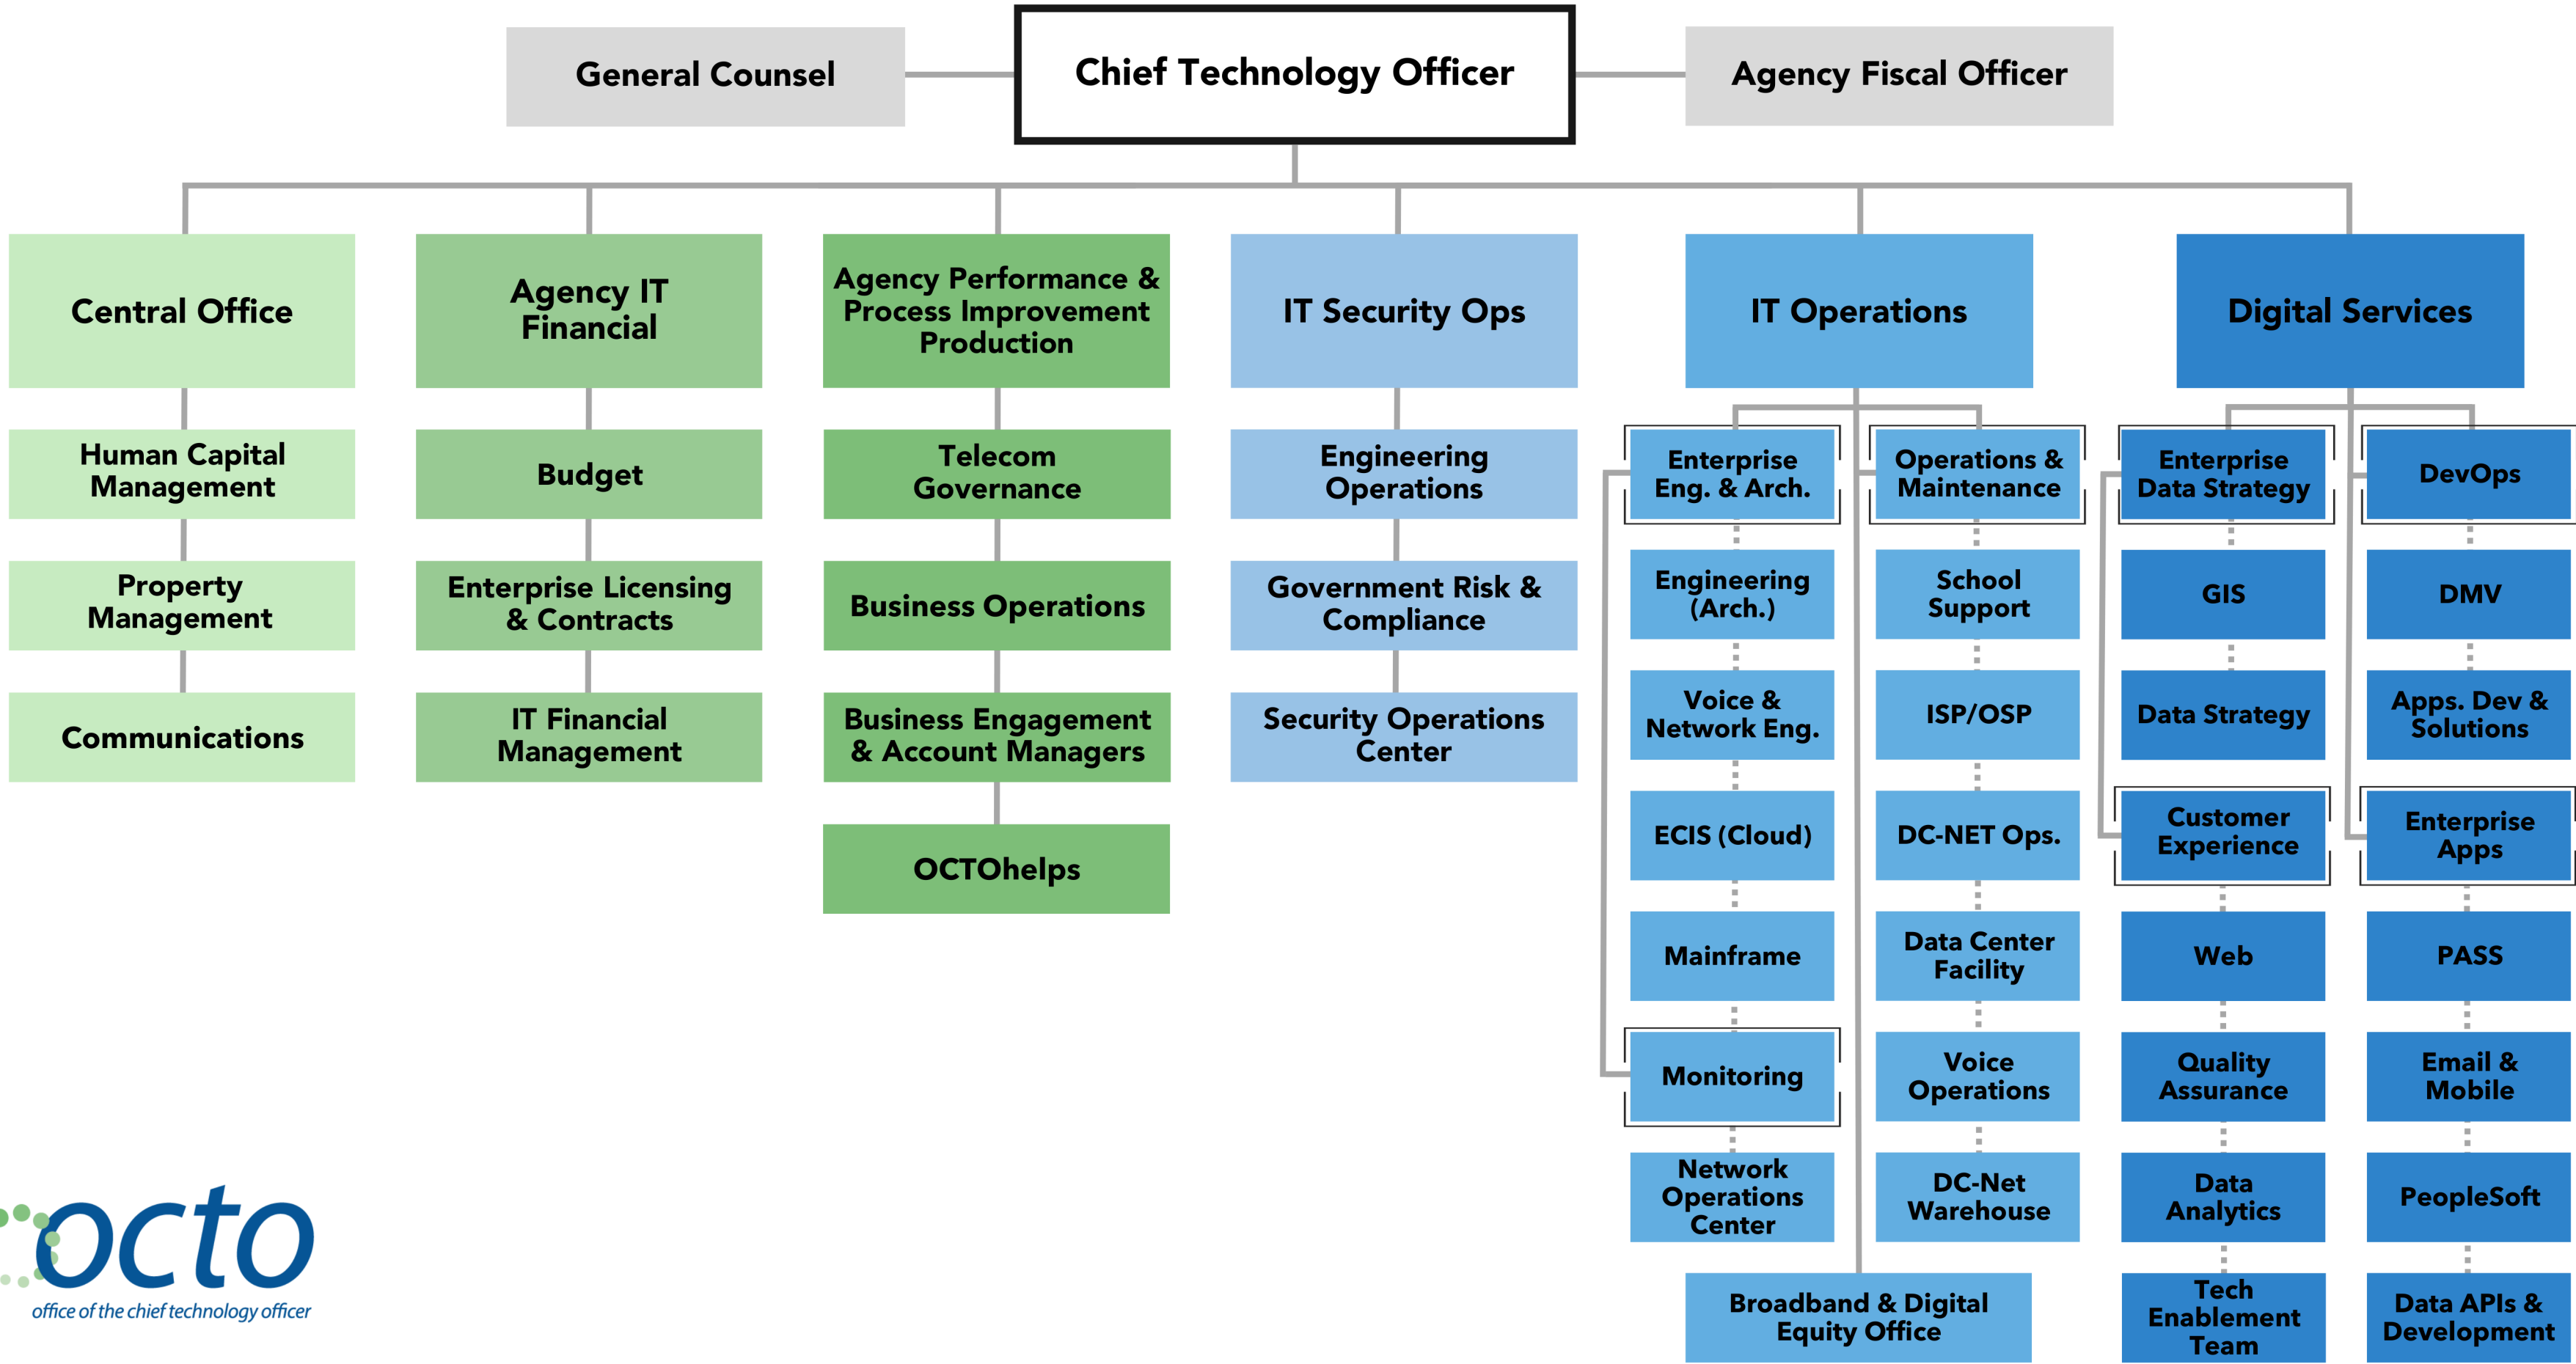 General Counsel
Chief Technology Officer
Agency Fiscal Officer
Central Office
Human Capital
Management
Property
Management
Communications
Agency IT
Financial
Budget
Enterprise Licensing
& Contracts
IT Financial
Management
Agency Performance &
Process Improvement
Production
Telecom
Governance
Business Operations
Business Engagement
& Account Managers
OCTOhelps
IT Security Ops
Engineering
Operations
Government Risk &
Compliance
Security Operations
Center
IT Operations
Enterprise
Eng. & Arch.
Engineering
(Arch.)
Voice &
Network Eng.
ECIS (Cloud)
Mainframe
Monitoring
Network
Operations
Center
Operations &
Maintenance
School
Support
ISP/OSP
DC-NET Ops.
Data Center
Facility
Voice
Operations
DC-Net
Warehouse
Broadband & Digital
Equity Office
Digital Services
Enterprise
Data Strategy
GIS
Data Strategy
Customer
Experience
Web
Quality
Assurance
Data
Analytics
Tech
Enablement
Team
DevOps
DMV
Apps. Dev &
Solutions
Enterprise
Apps
PASS
Email &
Mobile
PeopleSoft
Data APIs &
Development
octo
office of the chief technology officer